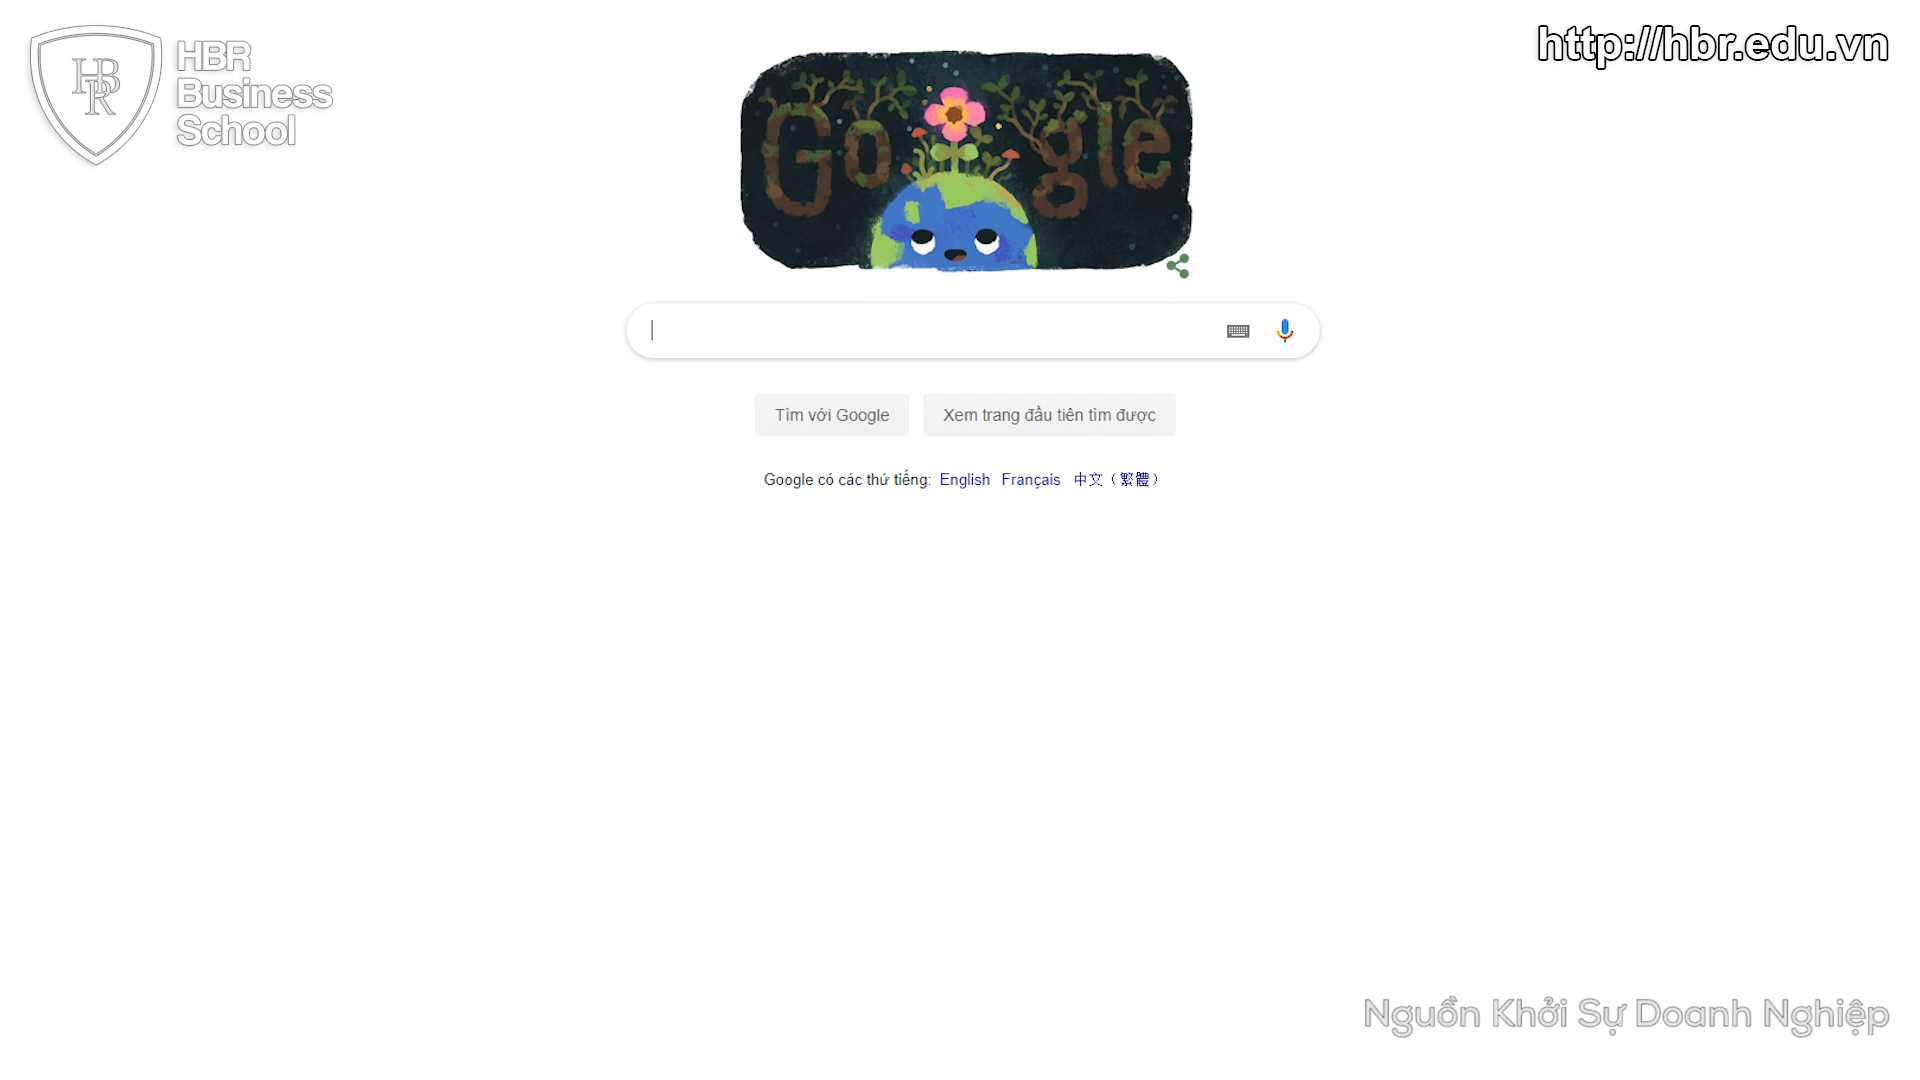 HBR
Business
School
HBR
http://hbr.edu.vn
Google
Tìm với Google
Xem trang đầu tiên tìm được
Google có các thứ tiếng: English Français 中文（繁體）
Nguồn Khởi Sự Doanh Nghiệp